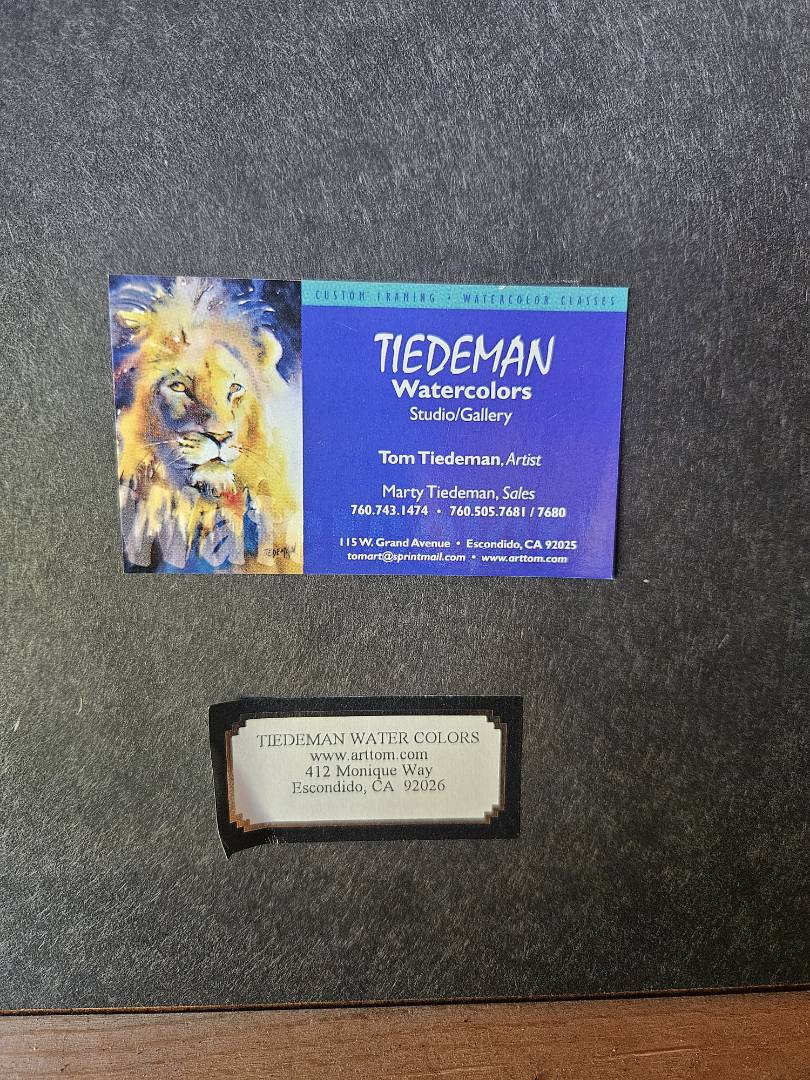 CUSTOM FRAMING • WATERCOLOR CLASSES
TIEDEMAN
Watercolors
Studio/Gallery
Tom Tiedeman, Artist
Marty Tiedeman, Sales
760.743.1474 • 760.505.7681 / 7680
115 W. Grand Avenue • Escondido, CA 92025
tomart@sprintmail.com • www.arttom.com
TIEDEMAN
TIEDEMAN WATER COLORS
www.arttom.com
412 Monique Way
Escondido, CA 92026